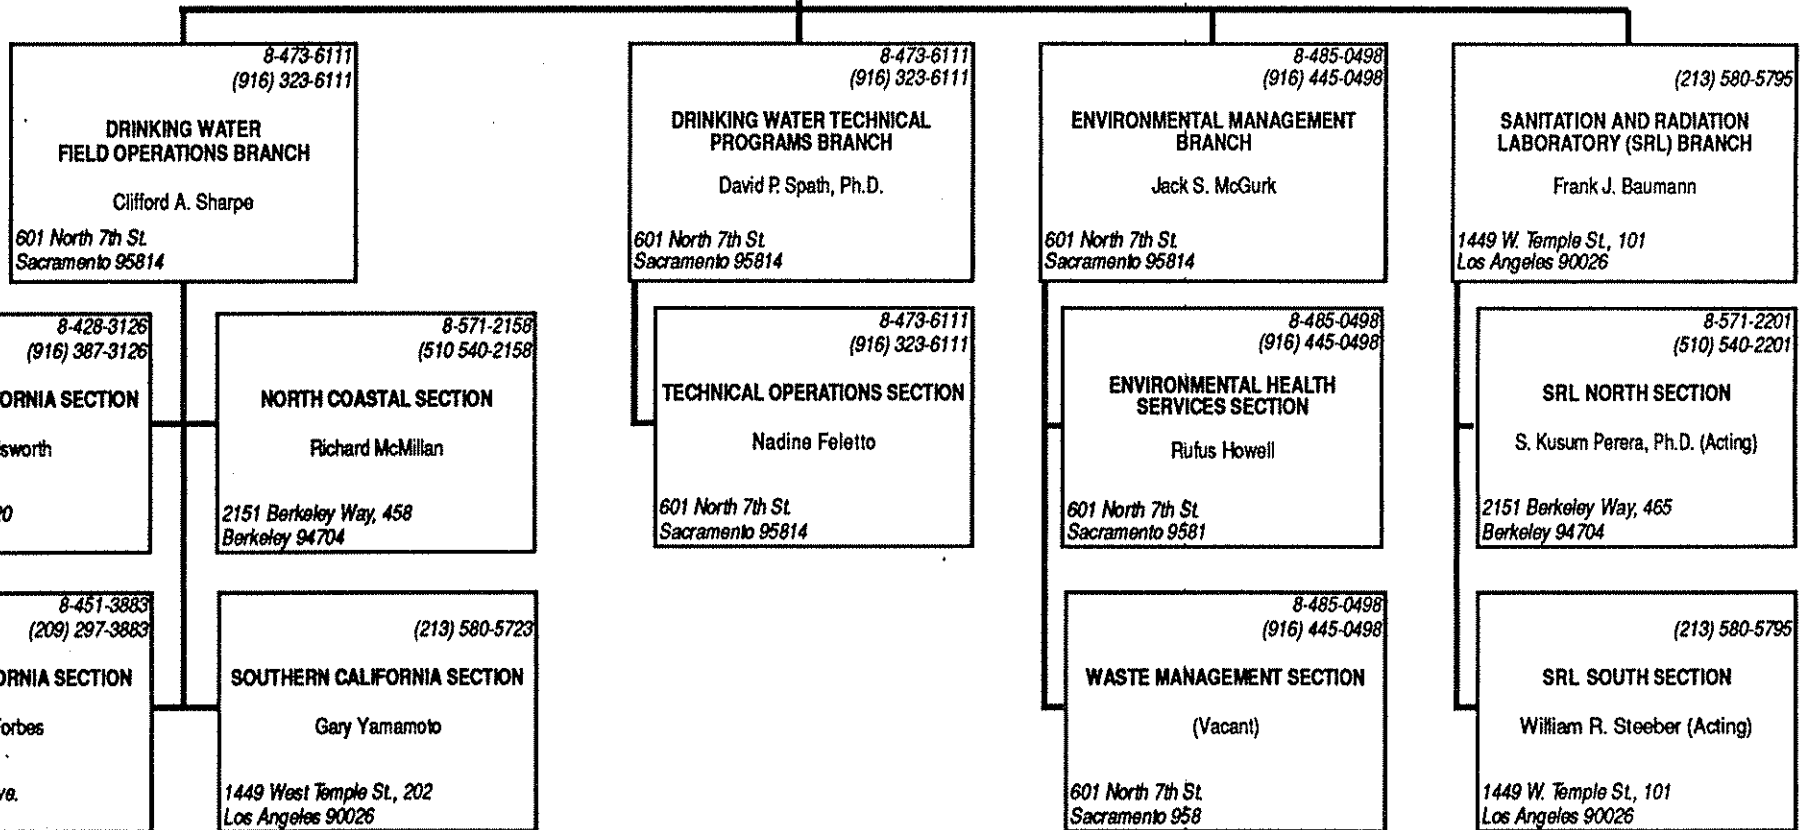 8-473-6111
(916) 323-6111
DRINKING WATER
FIELD OPERATIONS BRANCH
Clifford A. Sharpe
601 North 7th St.
Sacramento 95814
8-473-6111
(916) 323-6111
DRINKING WATER TECHNICAL
PROGRAMS BRANCH
David P. Spath, Ph.D.
601 North 7th St.
Sacramento 95814
8-485-0498
(916) 445-0498
ENVIRONMENTAL MANAGEMENT
BRANCH
Jack S. McGurk
601 North 7th St.
Sacramento 95814
(213) 580-5795
SANITATION AND RADIATION
LABORATORY (SRL) BRANCH
Frank J. Baumann
1449 W. Temple St., 101
Los Angeles 90026
8-428-3126
(916) 387-3126
ORNIA SECTION
sworth
20
8-571-2158
(510 540-2158
NORTH COASTAL SECTION
Richard McMillan
2151 Berkeley Way, 458
Berkeley 94704
8-473-6111
(916) 323-6111
TECHNICAL OPERATIONS SECTION
Nadine Feletto
601 North 7th St.
Sacramento 95814
8-485-0498
(916) 445-0498
ENVIRONMENTAL HEALTH
SERVICES SECTION
Rufus Howell
601 North 7th St.
Sacramento 9581
8-571-2201
(510) 540-2201
SRL NORTH SECTION
S. Kusum Perera, Ph.D. (Acting)
2151 Berkeley Way, 465
Berkeley 94704
8-451-3883
(209) 297-3883
ORNIA SECTION
Forbes
ve.
(213) 580-5723
SOUTHERN CALIFORNIA SECTION
Gary Yamamoto
1449 West Temple St., 202
Los Angeles 90026
8-485-0498
(916) 445-0498
WASTE MANAGEMENT SECTION
(Vacant)
601 North 7th St.
Sacramento 958
(213) 580-5795
SRL SOUTH SECTION
William R. Steeber (Acting)
1449 W. Temple St., 101
Los Angeles 90026